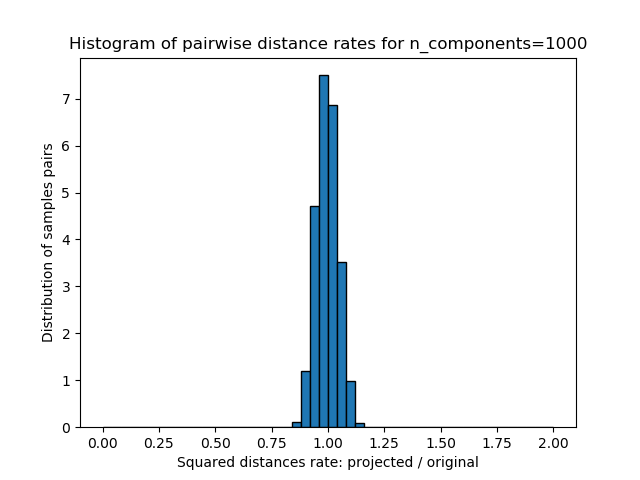 Histogram of pairwise distance rates for n_components=1000
Distribution of samples pairs
7
6
5
4
3
2
1
0
0.00 0.25 0.50 0.75 1.00 1.25 1.50 1.75 2.00
Squared distances rate: projected / original